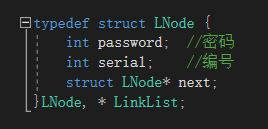 typedef struct LNode {
int password; //密码
int serial; //编号
struct LNode* next;
}LNode, * LinkList;